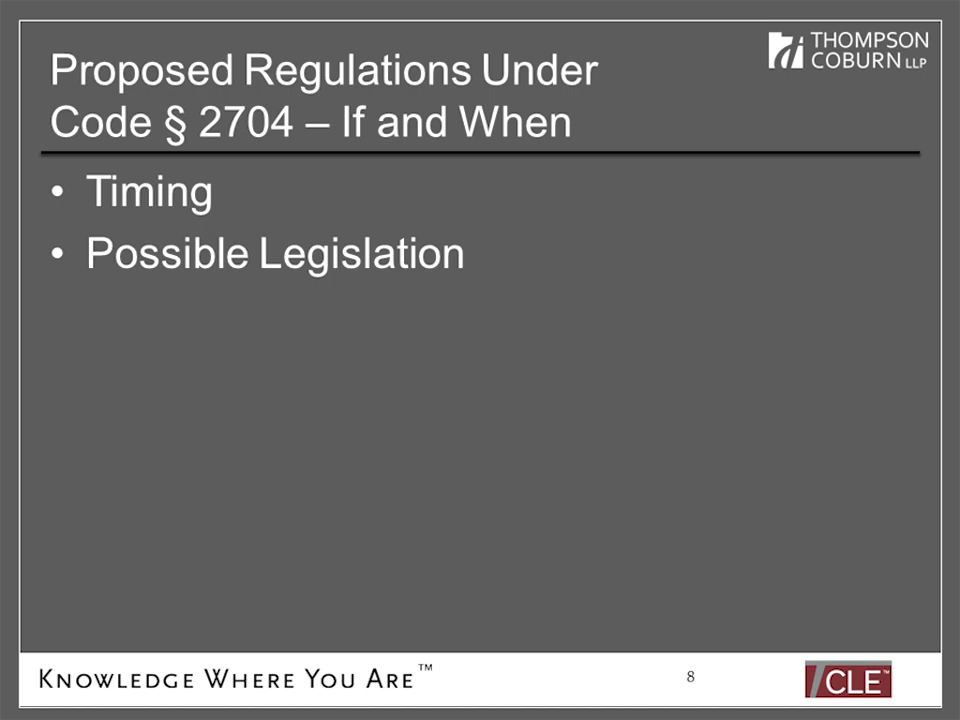 THOMPSON
COBURN LLP
Proposed Regulations Under
Code § 2704 – If and When
• Timing
• Possible Legislation
KNOWLEDGE WHERE YOU ARE™
8
TCLE™